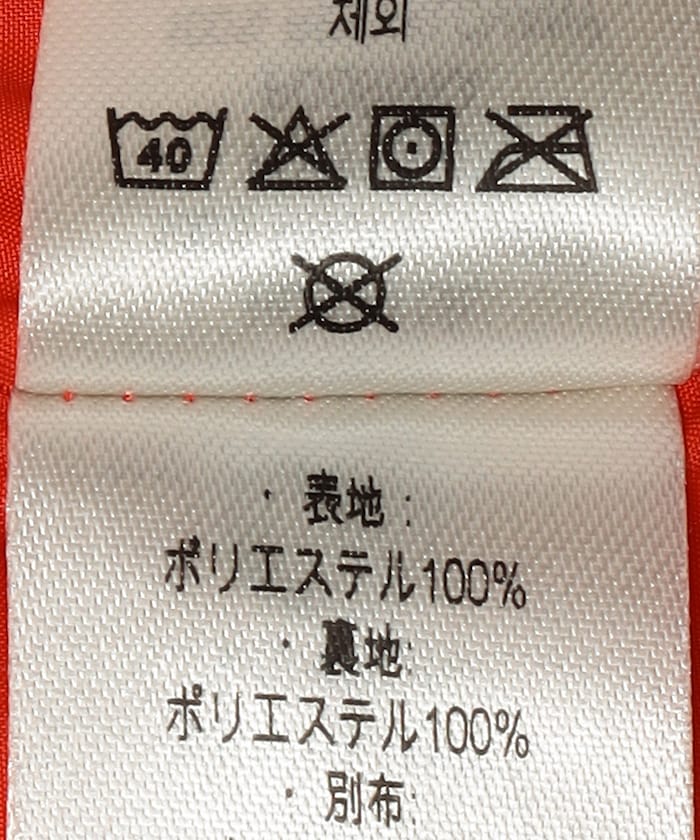 제외
40
· 表地 :
ポリエステル100%
· 裏地:
ポリエステル100%
· 別布: